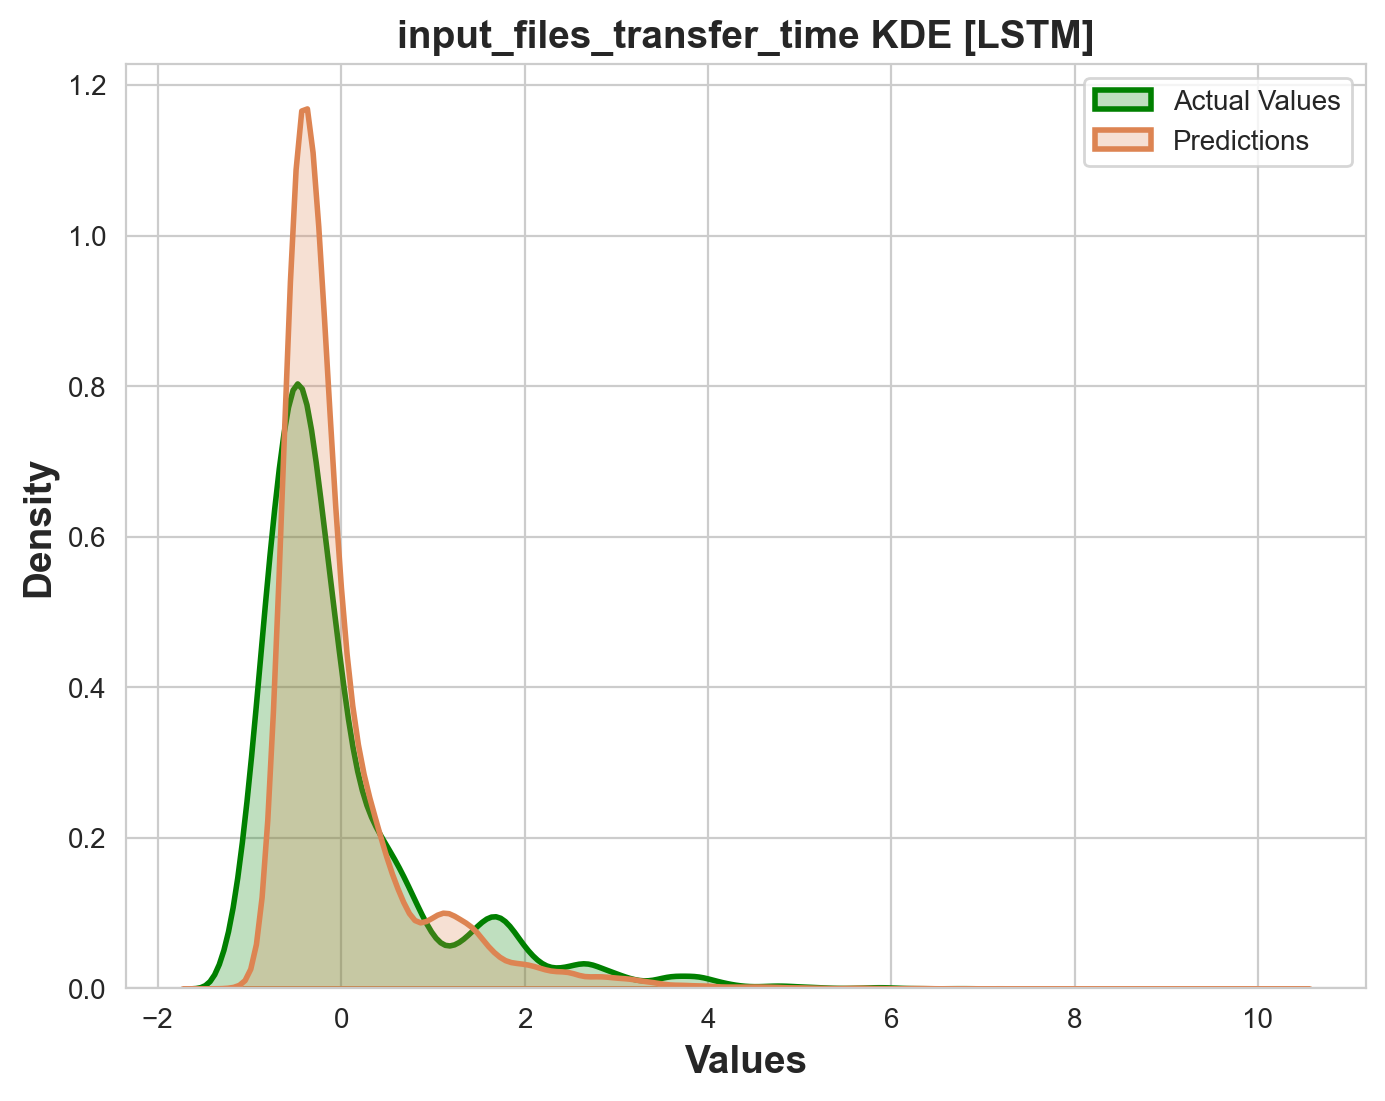 input_files_transfer_time KDE [LSTM]
Actual Values
Predictions
1.2
1.0
0.8
0.6
0.4
0.2
0.0
Density
−2 0 2 4 6 8 10
Values